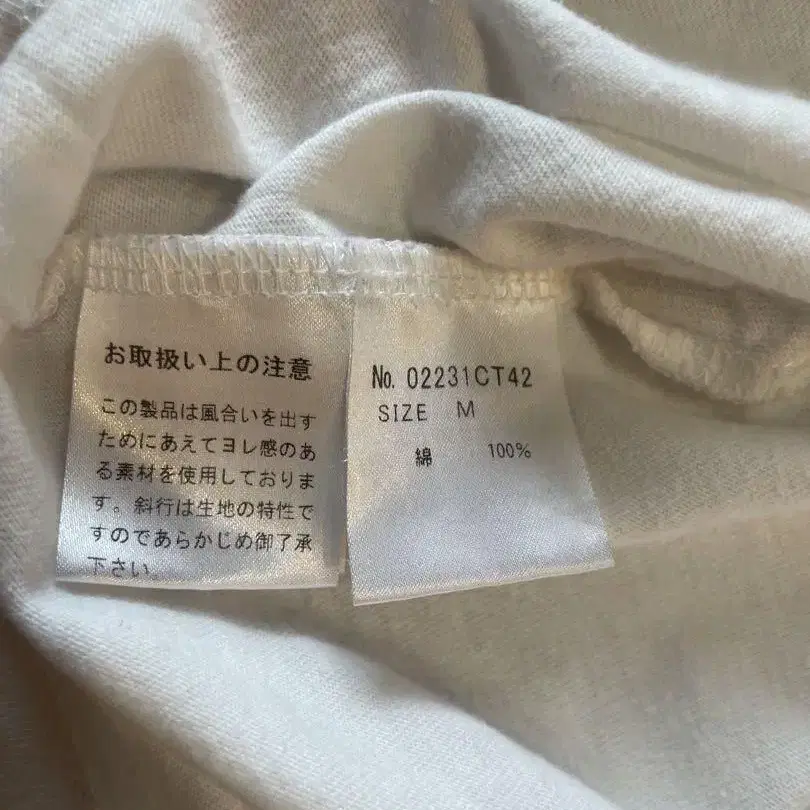 お取扱い上の注意
この製品は風合いを出す
ためにあえてヨレ感のあ
る素材を使用しておりま
す。斜行は生地の特性で
すのであらかじめ御了承
下さい。
No. 02231CT42
SIZE M
綿 100%